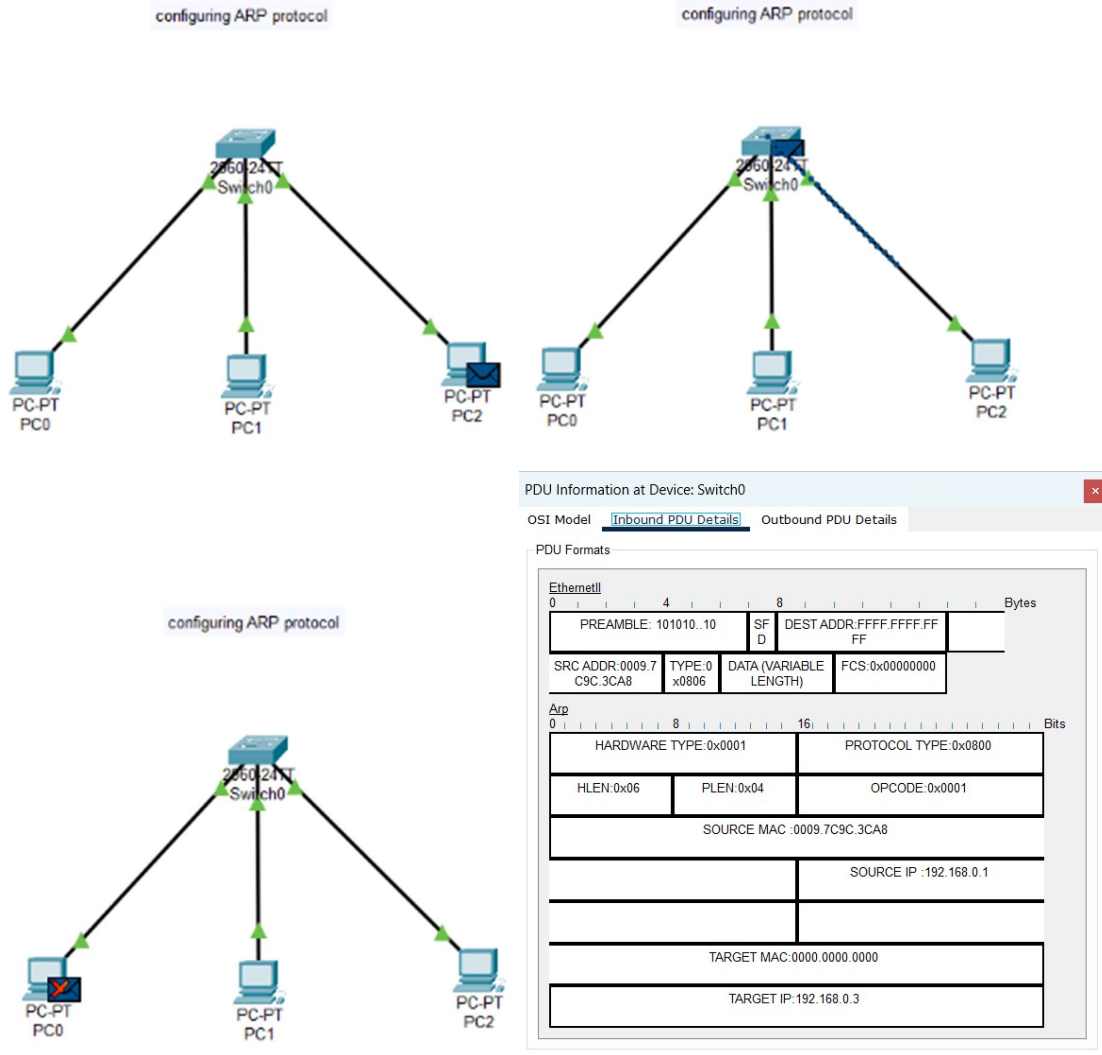 configuring ARP protocol
2960-24TT
Switch0
PC-PT
PC0
PC-PT
PC1
PC-PT
PC2
configuring ARP protocol
2960-24TT
Switch0
PC-PT
PC0
PC-PT
PC1
PC-PT
PC2
configuring ARP protocol
2960-24TT
Switch0
PC-PT
PC0
PC-PT
PC1
PC-PT
PC2
PDU Information at Device: Switch0
OSI Model Inbound PDU Details Outbound PDU Details
PDU Formats
EthernetII
0 4 8 Bytes
PREAMBLE: 101010..10
SF
D
DEST ADDR:FFFF.FFFF.FF
FF
SRC ADDR:0009.7
C9C.3CA8
TYPE:0
x0806
DATA (VARIABLE
LENGTH)
FCS:0x00000000
Arp
0 8 16 Bits
HARDWARE TYPE:0x0001
PROTOCOL TYPE:0x0800
HLEN:0x06
PLEN:0x04
OPCODE:0x0001
SOURCE MAC :0009.7C9C.3CA8
SOURCE IP :192.168.0.1
TARGET MAC:0000.0000.0000
TARGET IP:192.168.0.3